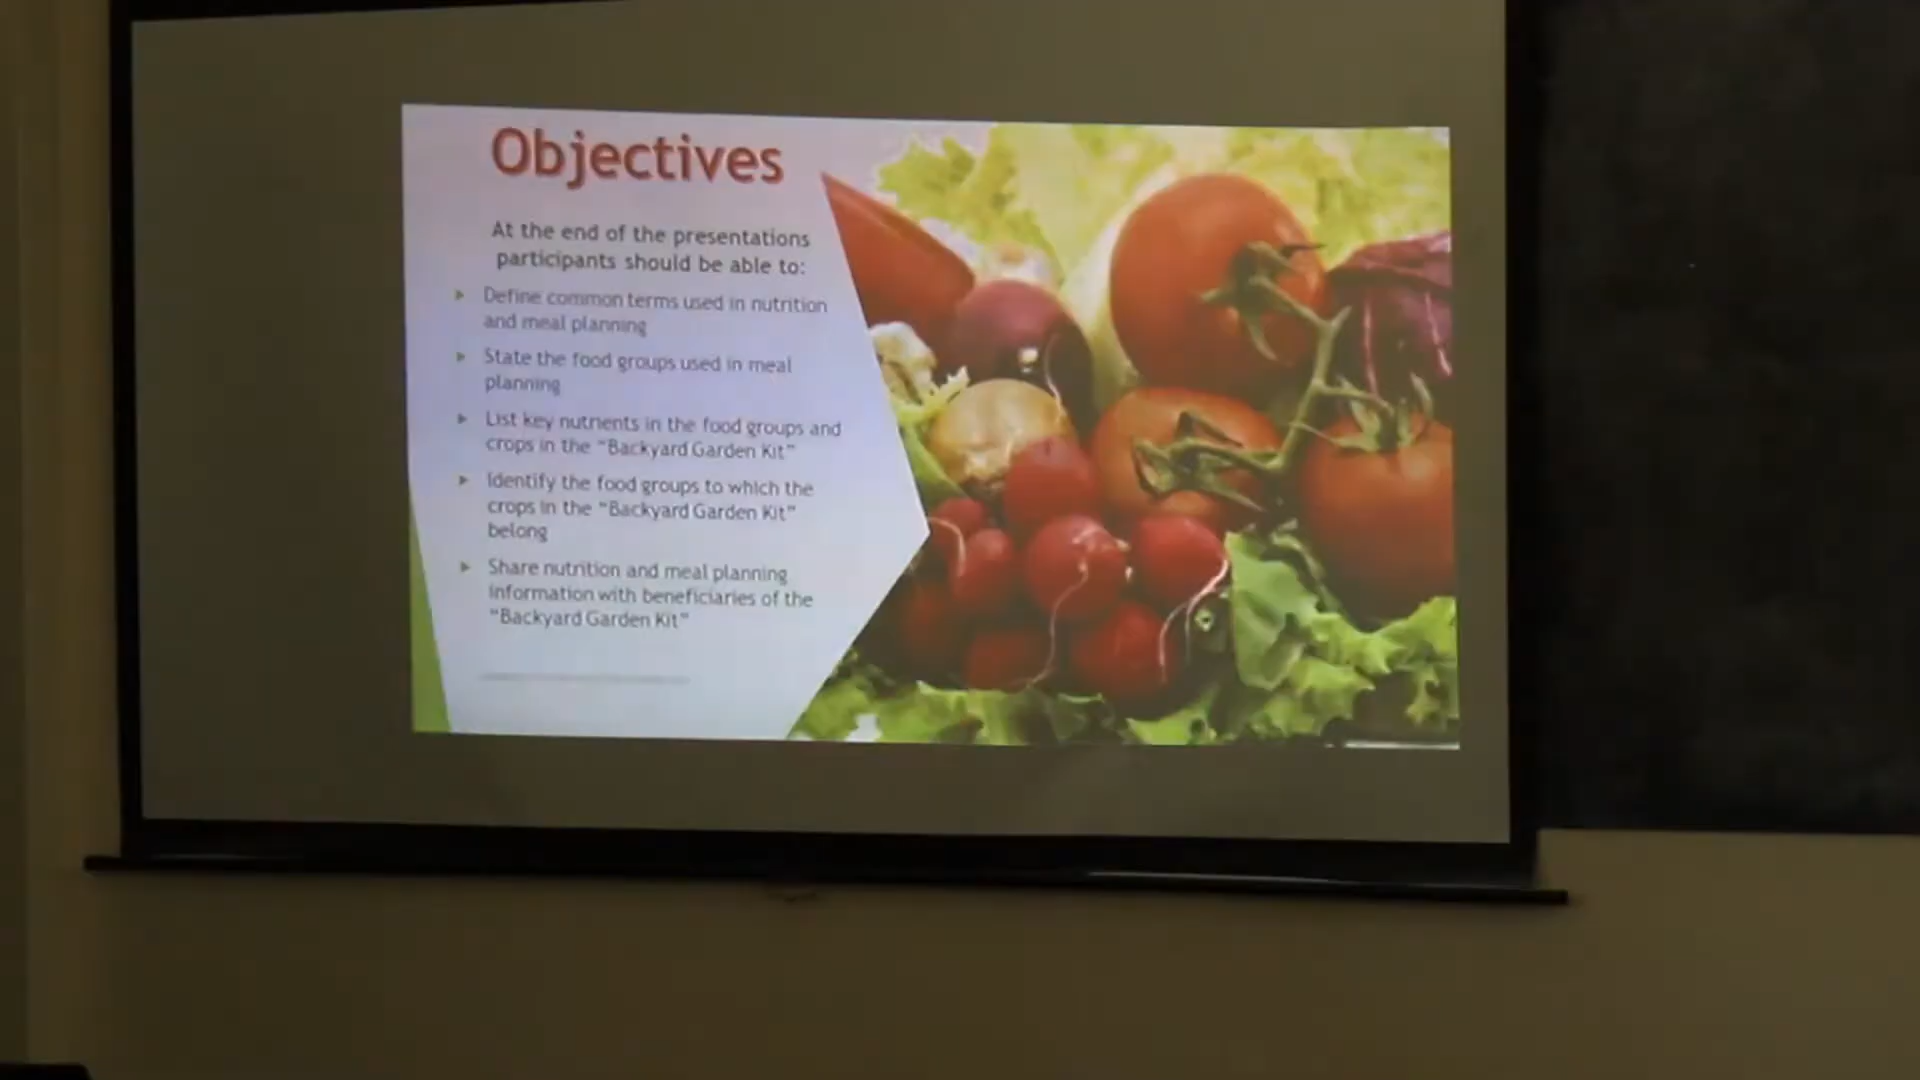 Objectives
At the end of the presentations
participants should be able to:
Define common terms used in nutrition
and meal planning
State the food groups used in meal
planning
List key nutrients in the food groups and
crops in the "Backyard Garden Kit"
Identify the food groups to which the
crops in the "Backyard Garden Kit"
belong
Share nutrition and meal planning
information with beneficiaries of the
"Backyard Garden Kit"